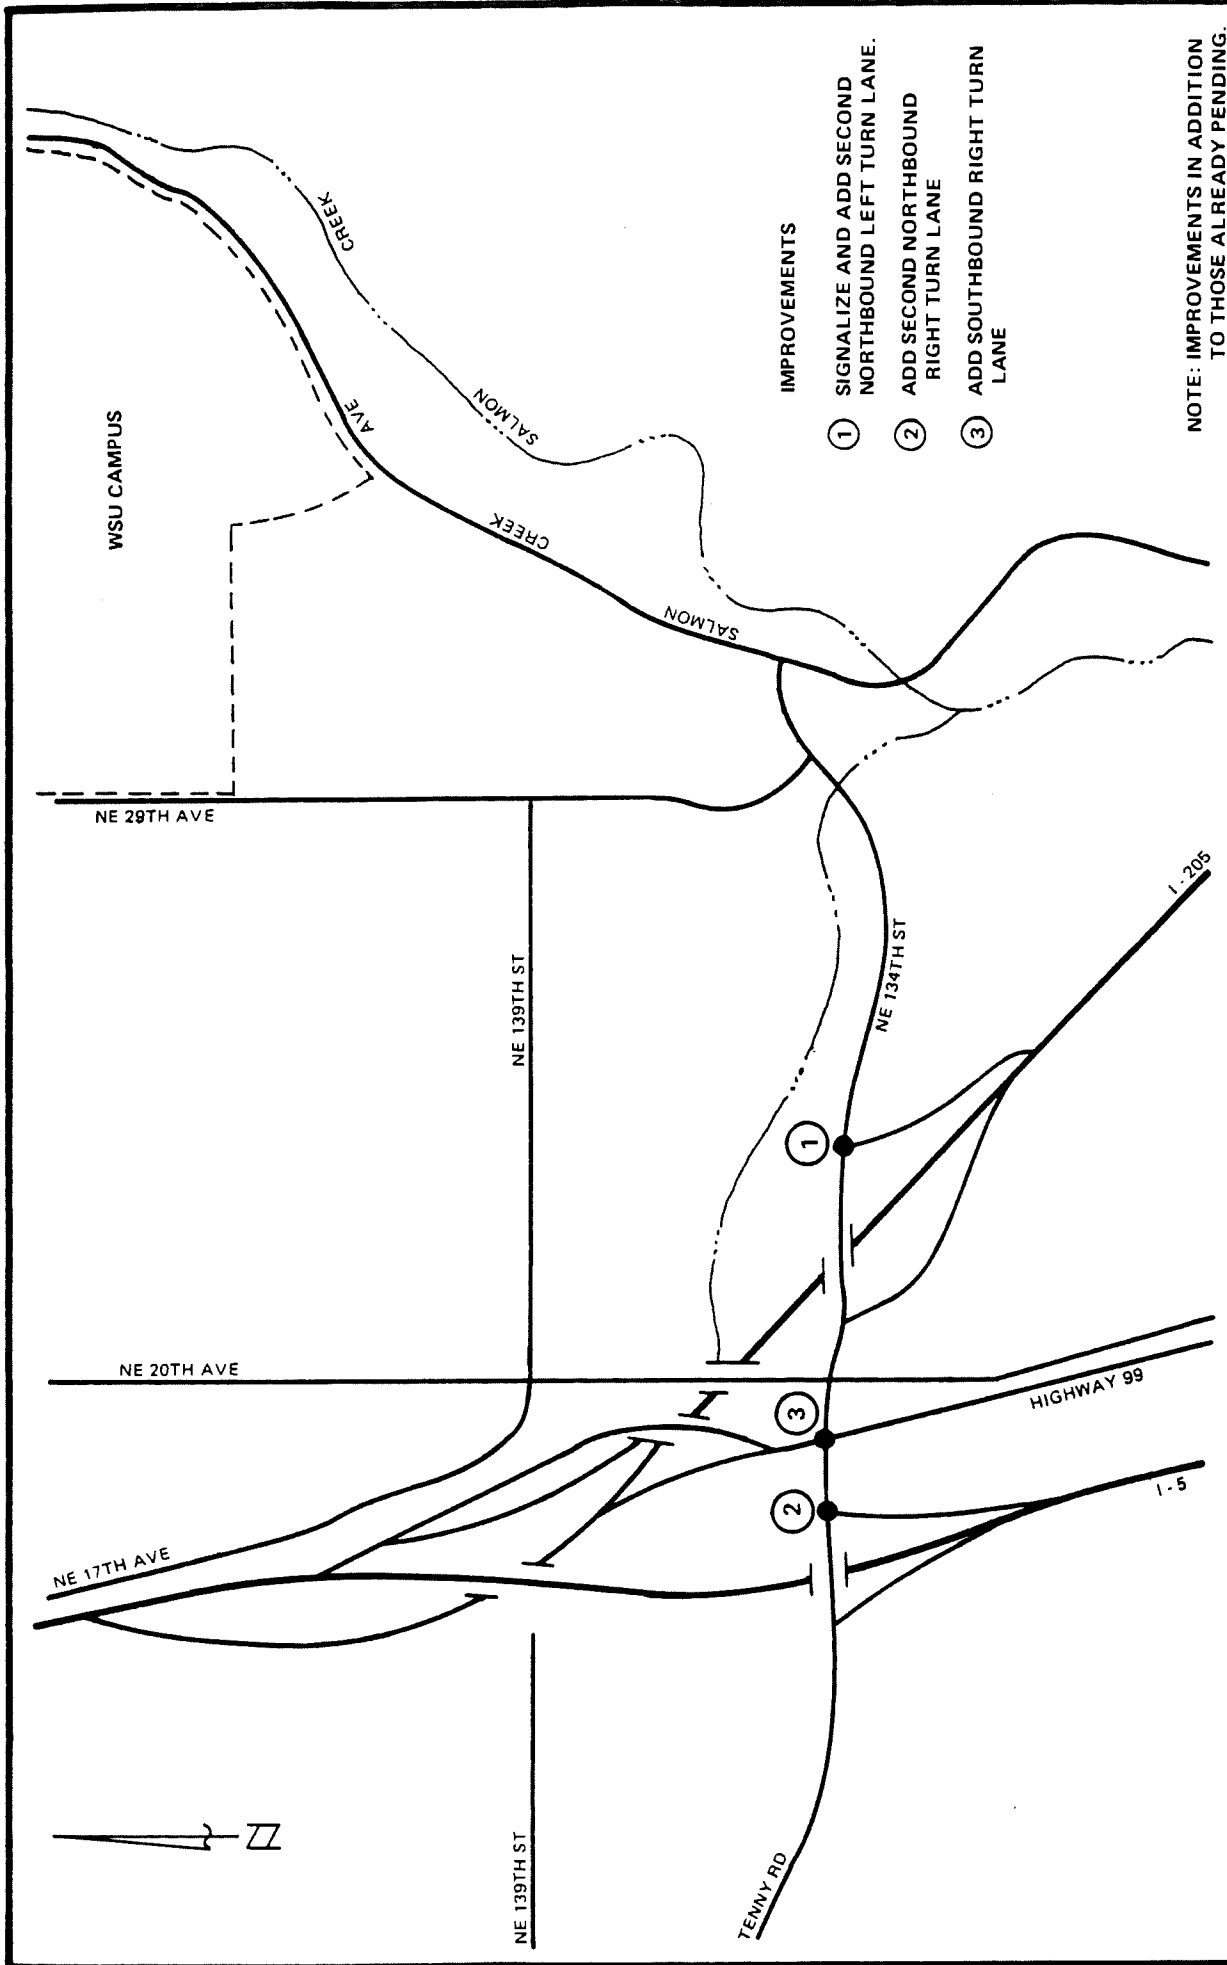 WSU CAMPUS
CREEK
SALMON
AVE
CREEK
SALMON
NE 29TH AVE
NE 139TH ST
NE 134TH ST
I-205
NE 20TH AVE
HIGHWAY 99
NE 17TH AVE
I-5
NE 139TH ST
TENNY RD
N
1
2
3
IMPROVEMENTS
1 SIGNALIZE AND ADD SECOND
NORTHBOUND LEFT TURN LANE.
2 ADD SECOND NORTHBOUND
RIGHT TURN LANE
3 ADD SOUTHBOUND RIGHT TURN
LANE
NOTE: IMPROVEMENTS IN ADDITION
TO THOSE ALREADY PENDING.